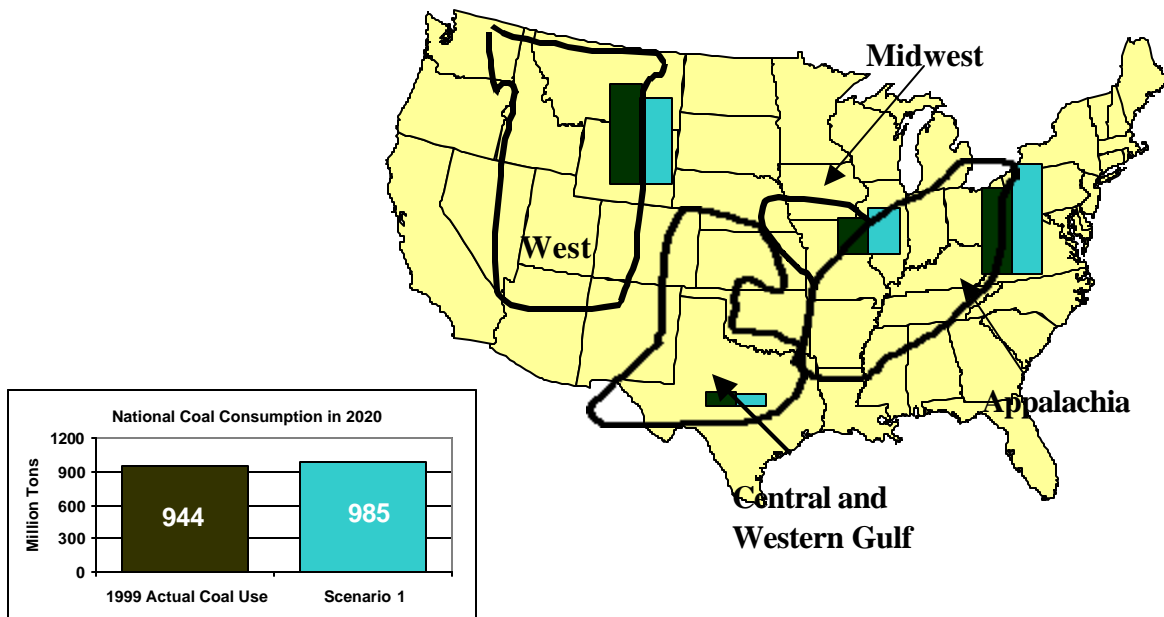 Midwest
West
Appalachia
Central and
Western Gulf
National Coal Consumption in 2020
Million Tons
1200
900
600
300
0
944
985
1999 Actual Coal Use
Scenario 1